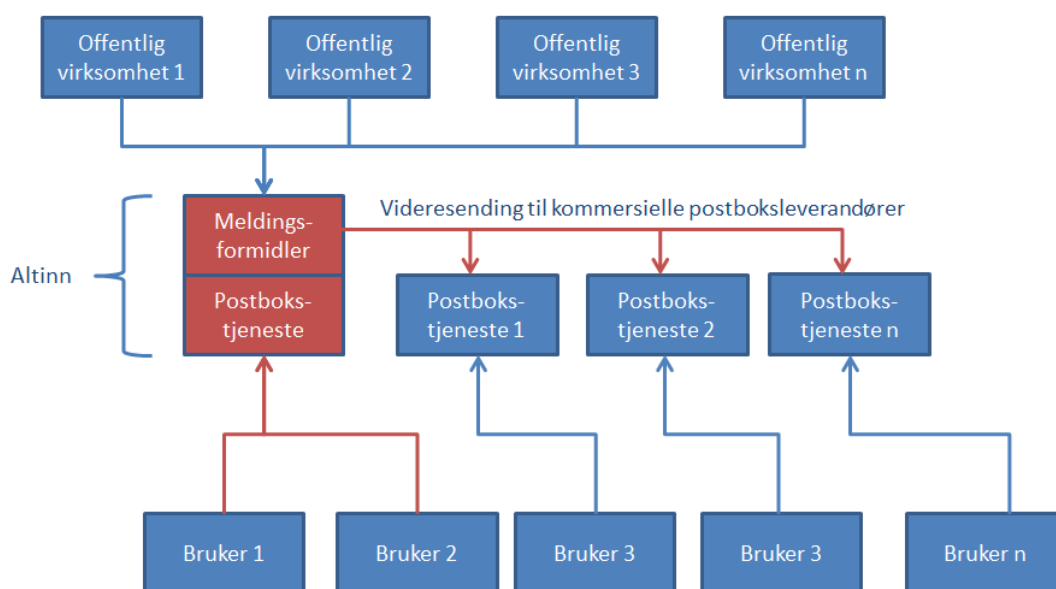 Offentlig
virksomhet 1
Offentlig
virksomhet 2
Offentlig
virksomhet 3
Offentlig
virksomhet n
Meldings-
formidler
Videresending til kommersielle postboksleverandører
Altinn
Postboks-
tjeneste
Postboks-
tjeneste 1
Postboks-
tjeneste 2
Postboks-
tjeneste n
Bruker 1
Bruker 2
Bruker 3
Bruker 3
Bruker n